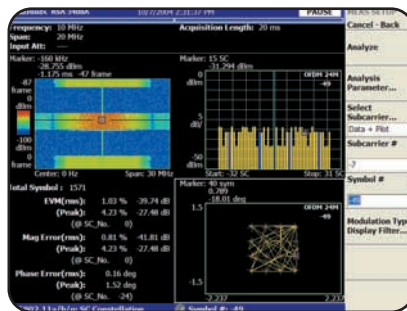 RSA 3408A 10/7/2004 2:31:37 PM PAUSE
Frequency: 10 MHz Acquisition Length: 20 ms
Span: 20 MHz
Input Att:
Cancel - Back
Analyze
Analysis Parameter...
Select Subcarrier...
Data + Plot
Subcarrier #
-7
Symbol #
-49
Modulation Typ
Display Filter...
Marker: -160 kHz
-28.755 dBm
-1.175 ms -47 frame
-87
frame
0
dBm
-100
dBm
0
frame
Center: 0 Hz Span: 30 MHz
Marker: 15 SC
-31.294 dBm
0
dBm
OFDM 24M
-49
5
dB/
-50
dBm
Start: -32 SC Stop: 31 SC
Total Symbol : 1571
EVM(rms): 1.03 % -39.74 dB
(Peak): 4.23 % -27.48 dB
(@ SC_No. 0)
Mag Error(rms): 0.81 % -41.81 dB
(Peak): 4.23 % -27.48 dB
(@ SC_No. 0)
Phase Error(rms): 0.16 deg
(Peak): 1.52 deg
(@ SC_No. -24)
Marker: 40 sym
0.789
-18.01 deg
1.5
OFDM 24M
-49
-1.5
-2.237 2.237
802.11a/b/g: SC Constellation Symbol #: -49